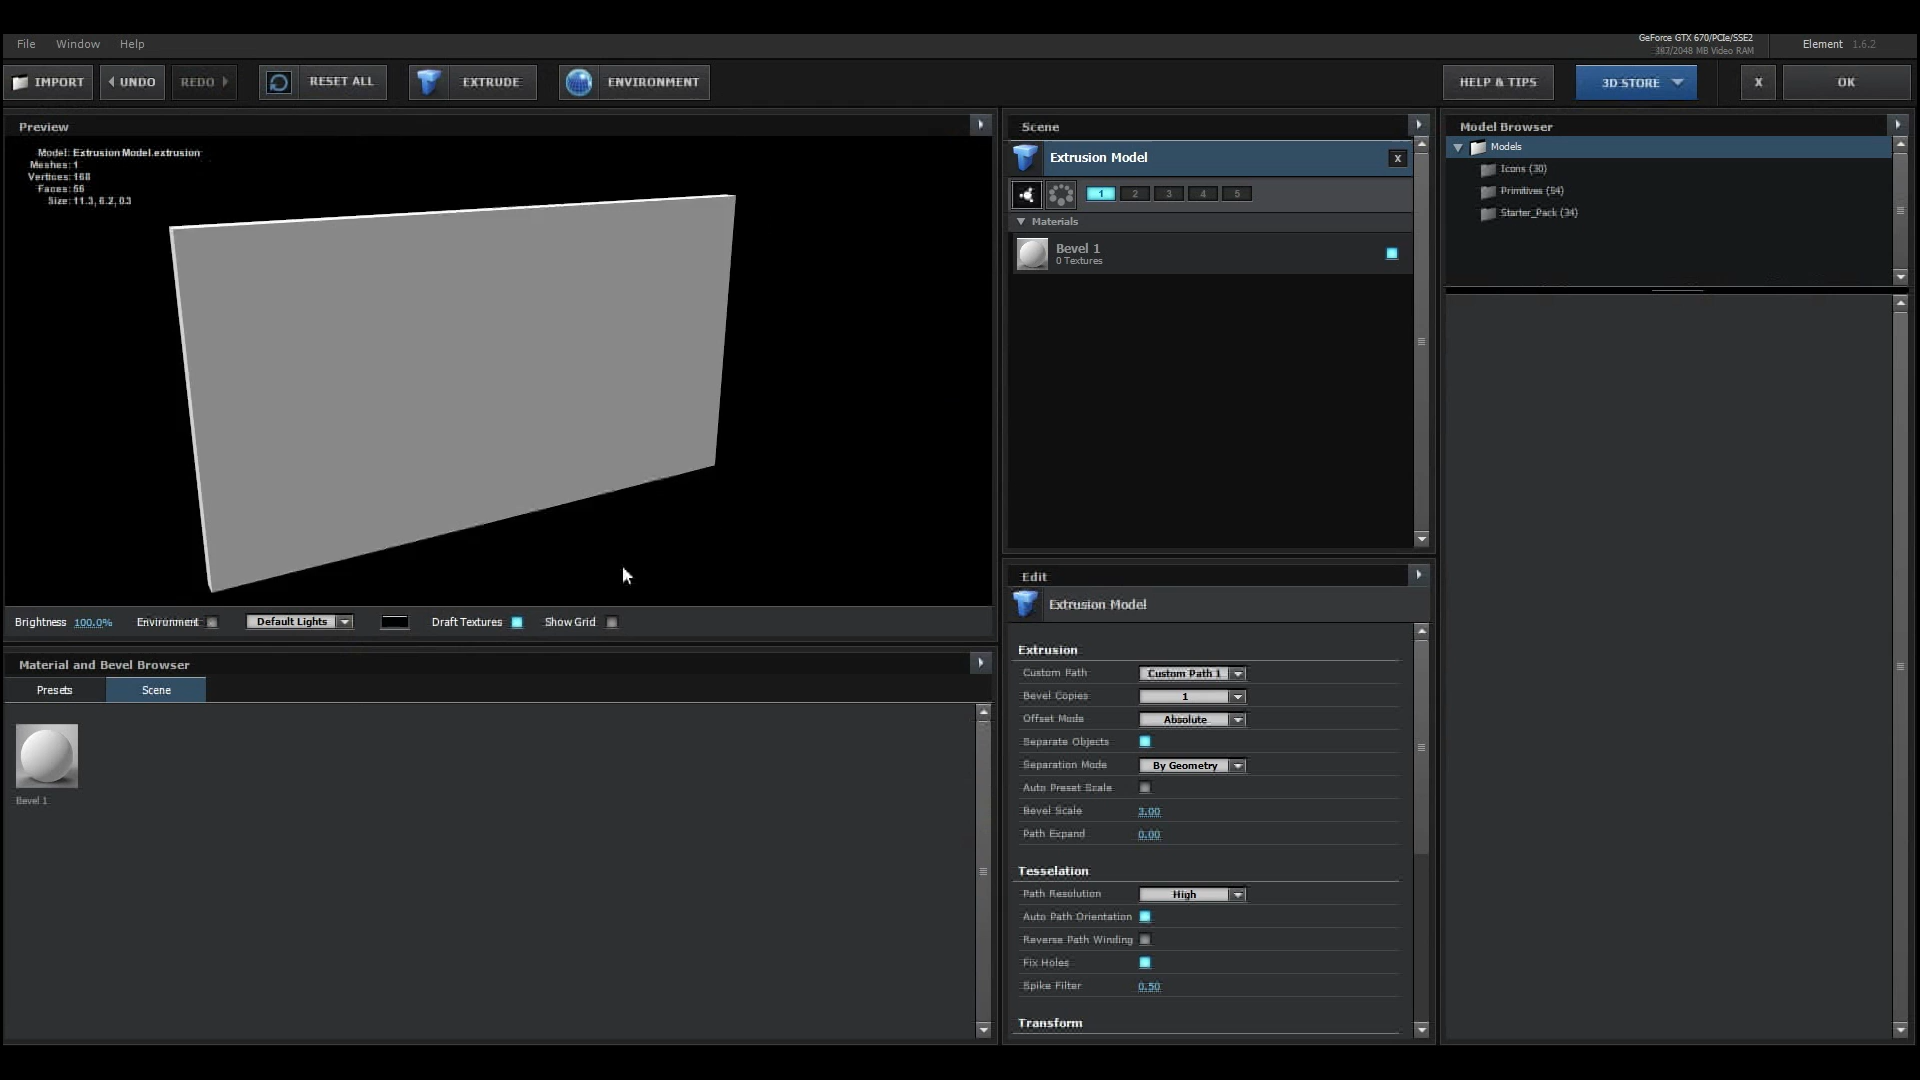 GeForce GTX 670/PCIe/SSE2
387/2048 MB Video RAM
File Window Help
Element 1.6.2
IMPORT UNDO REDO RESET ALL EXTRUDE ENVIRONMENT HELP & TIPS 3D STORE X OK
Preview
Model: Extrusion Model.extrusion
Meshes: 1
Vertices: 168
Faces: 56
Size: 11.3, 6.2, 0.3
Brightness 100.0% Environment Default Lights Draft Textures Show Grid
Material and Bevel Browser
Presets Scene
Bevel 1
Scene
Extrusion Model X
1 2 3 4 5
Materials
Bevel 1
0 Textures
Edit
Extrusion Model
Extrusion
Custom Path Custom Path 1
Bevel Copies 1
Offset Mode Absolute
Separate Objects
Separation Mode By Geometry
Auto Preset Scale
Bevel Scale 3.00
Path Expand 0.00
Tesselation
Path Resolution High
Auto Path Orientation
Reverse Path Winding
Fix Holes
Spike Filter 0.50
Transform
Model Browser
Models
Icons (30)
Primitives (54)
Starter_Pack (34)